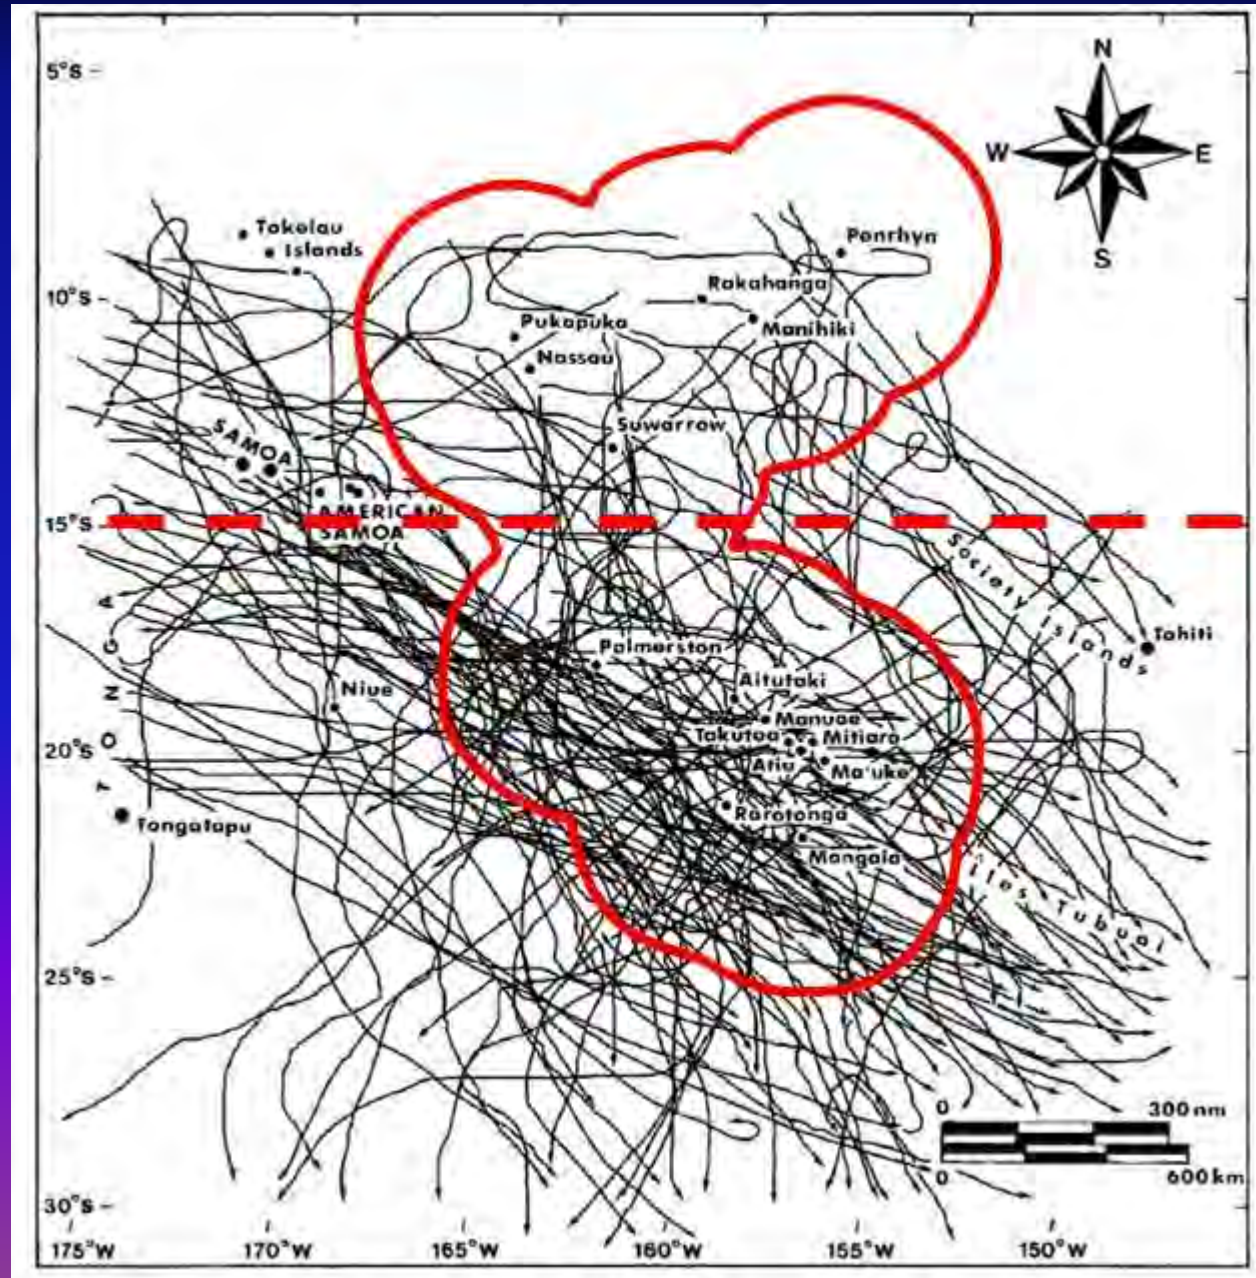 N
W E
S
5°S
10°S
15°S
20°S
25°S
30°S
175°W 170°W 165°W 160°W 155°W 150°W
Tokelau
Islands
Penrhyn
Rakahanga
Manihiki
Pukapuka
Nassau
Suwarrow
SAMOA
AMERICAN
SAMOA
TONGA
Society Islands
Tahiti
Palmerston
Aitutaki
Niue
Manuae
Takutea Mitiaro
Atiu Ma'uke
Rarotonga
Mangaia
Tongatapu
Iles Tubuai
0 300 nm
0 600 km